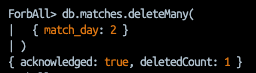 ForbAll> db.matches.deleteMany(
|   { match_day: 2 }
| )
{ acknowledged: true, deletedCount: 1 }